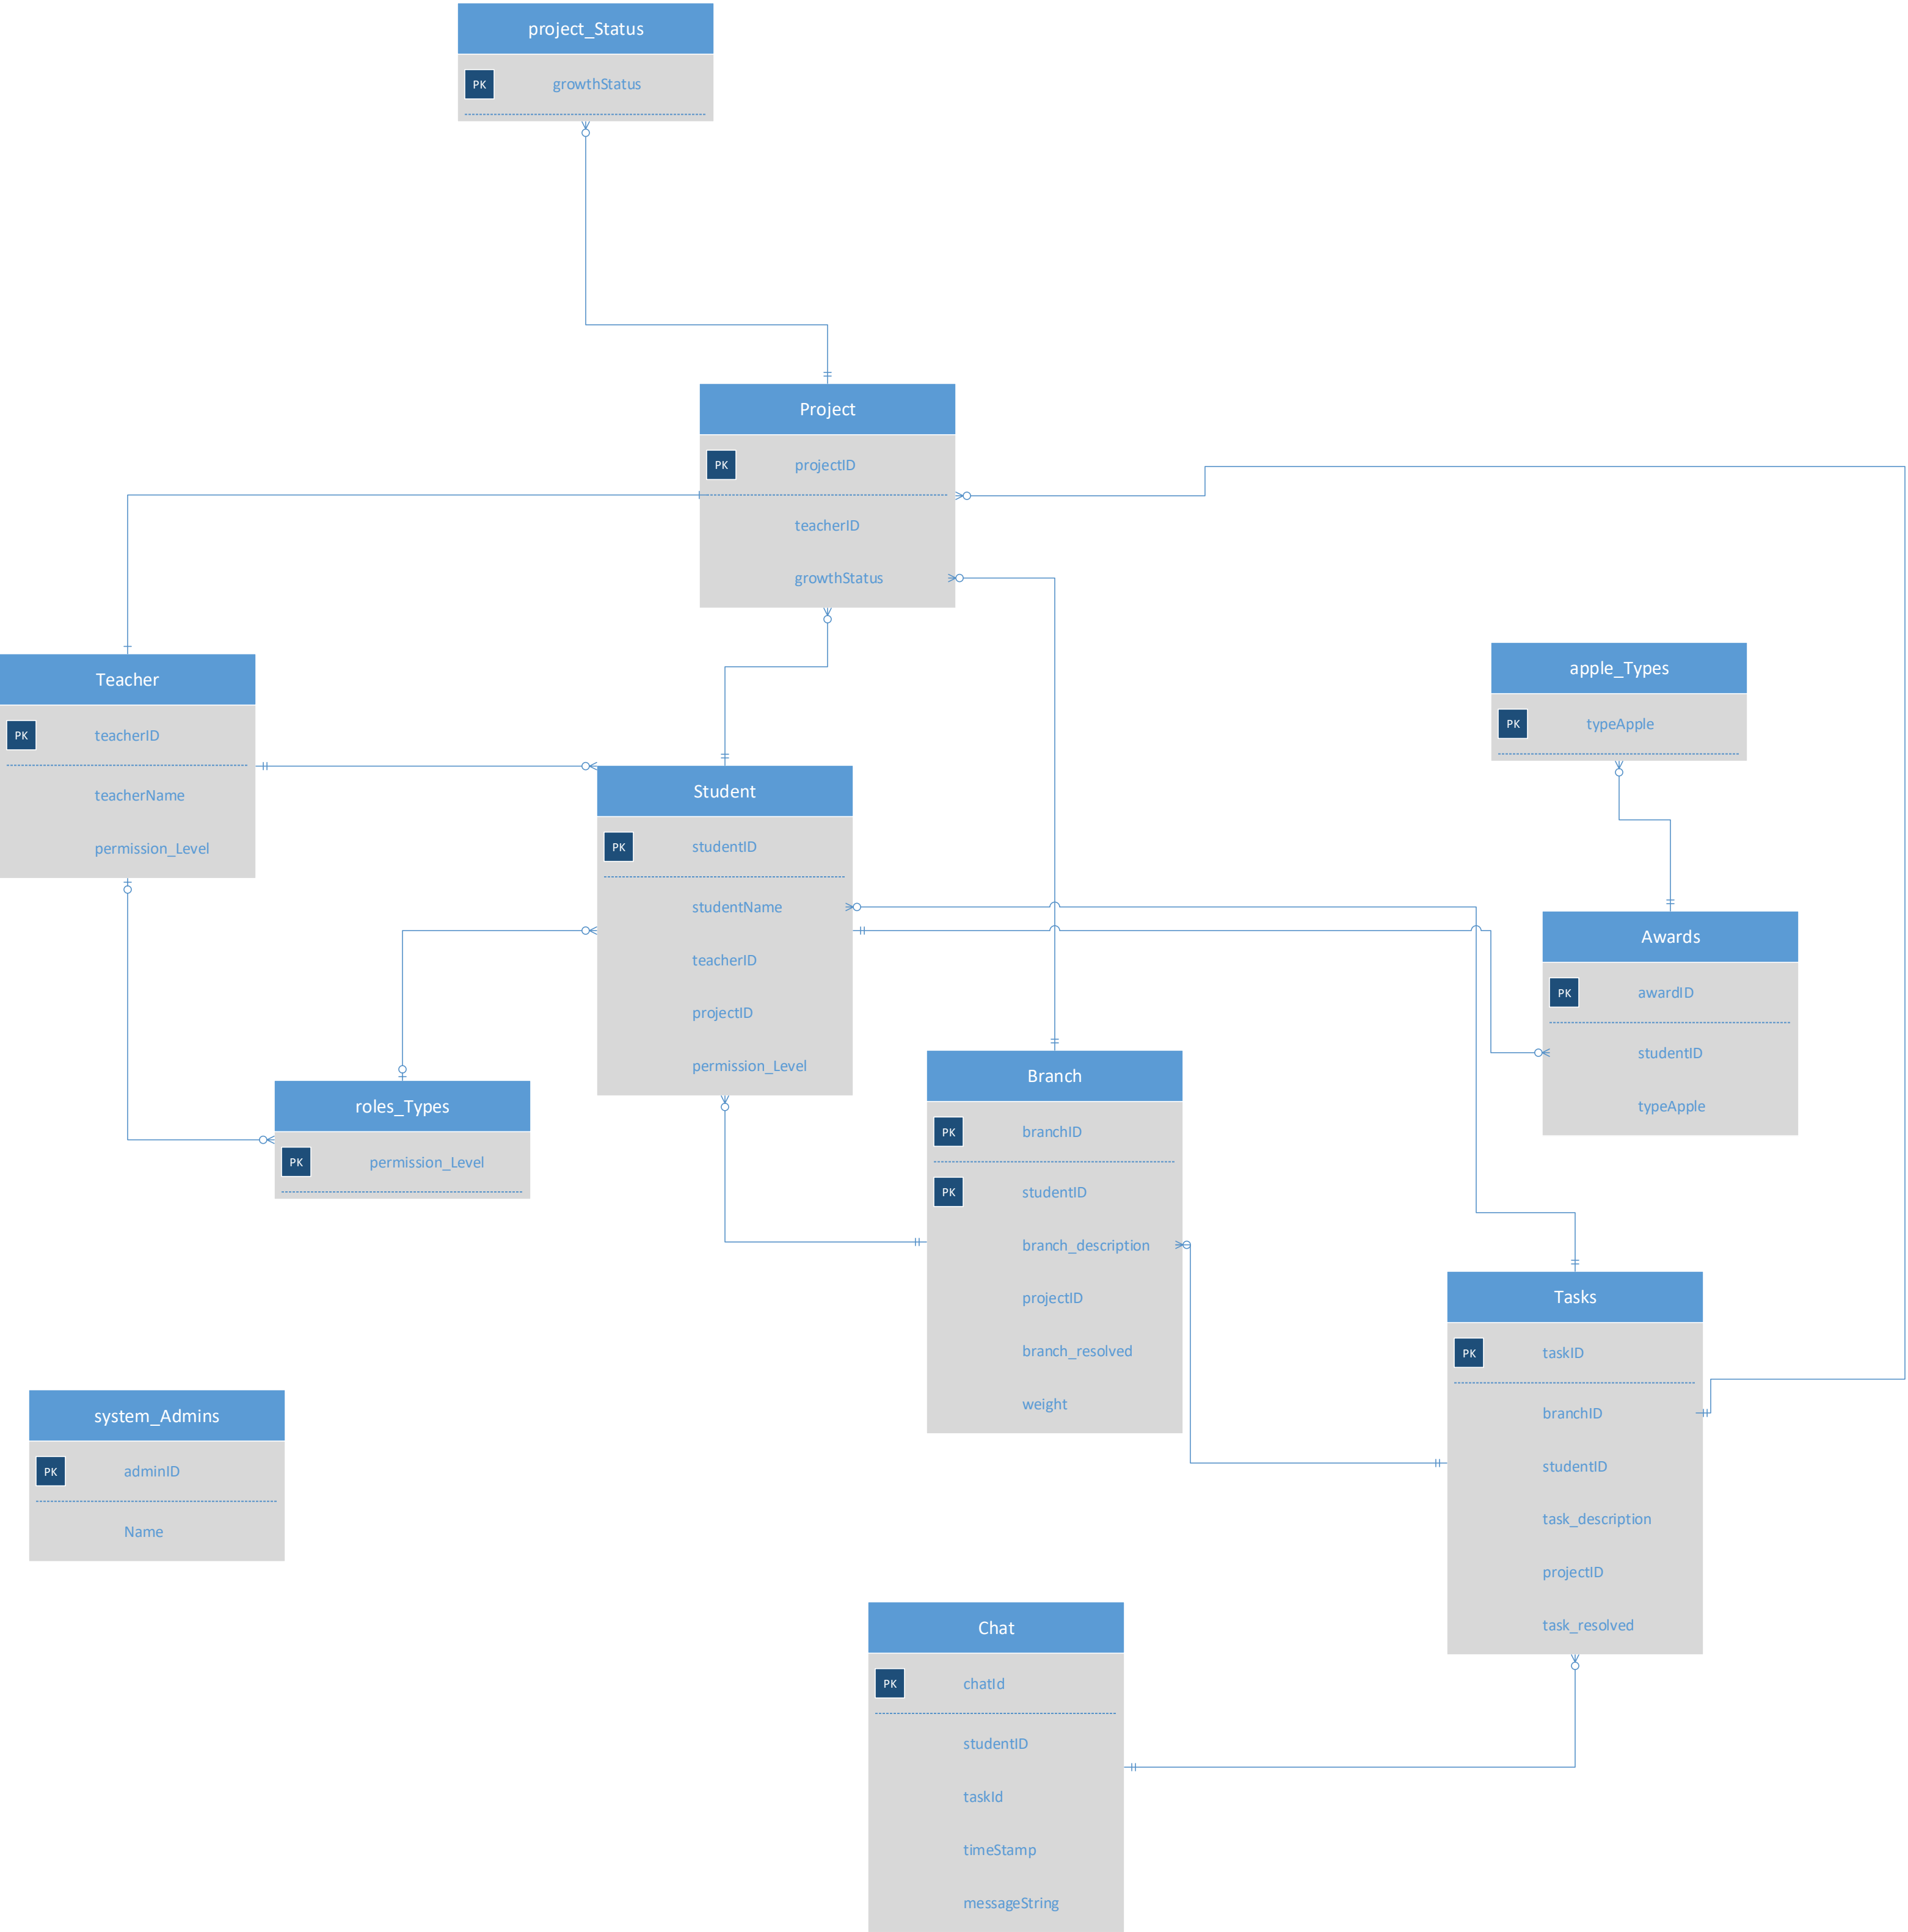 project_Status
PK growthStatus
Project
PK projectID
teacherID
growthStatus
Teacher
PK teacherID
teacherName
permission_Level
apple_Types
PK typeApple
Student
PK studentID
studentName
teacherID
projectID
permission_Level
Awards
PK awardID
studentID
typeApple
roles_Types
PK permission_Level
Branch
PK branchID
PK studentID
branch_description
projectID
branch_resolved
weight
Tasks
PK taskID
branchID
studentID
task_description
projectID
task_resolved
system_Admins
PK adminID
Name
Chat
PK chatId
studentID
taskId
timeStamp
messageString